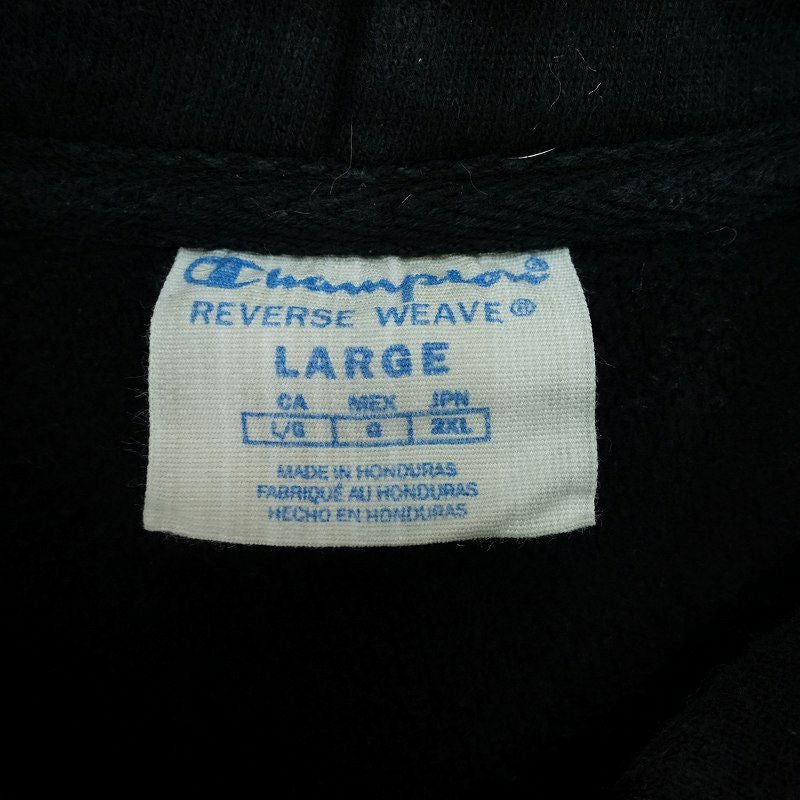 Champion®
REVERSE WEAVE®
LARGE
CA MEX JPN
L/G G 2XL
MADE IN HONDURAS
FABRIQUÉ AU HONDURAS
HECHO EN HONDURAS